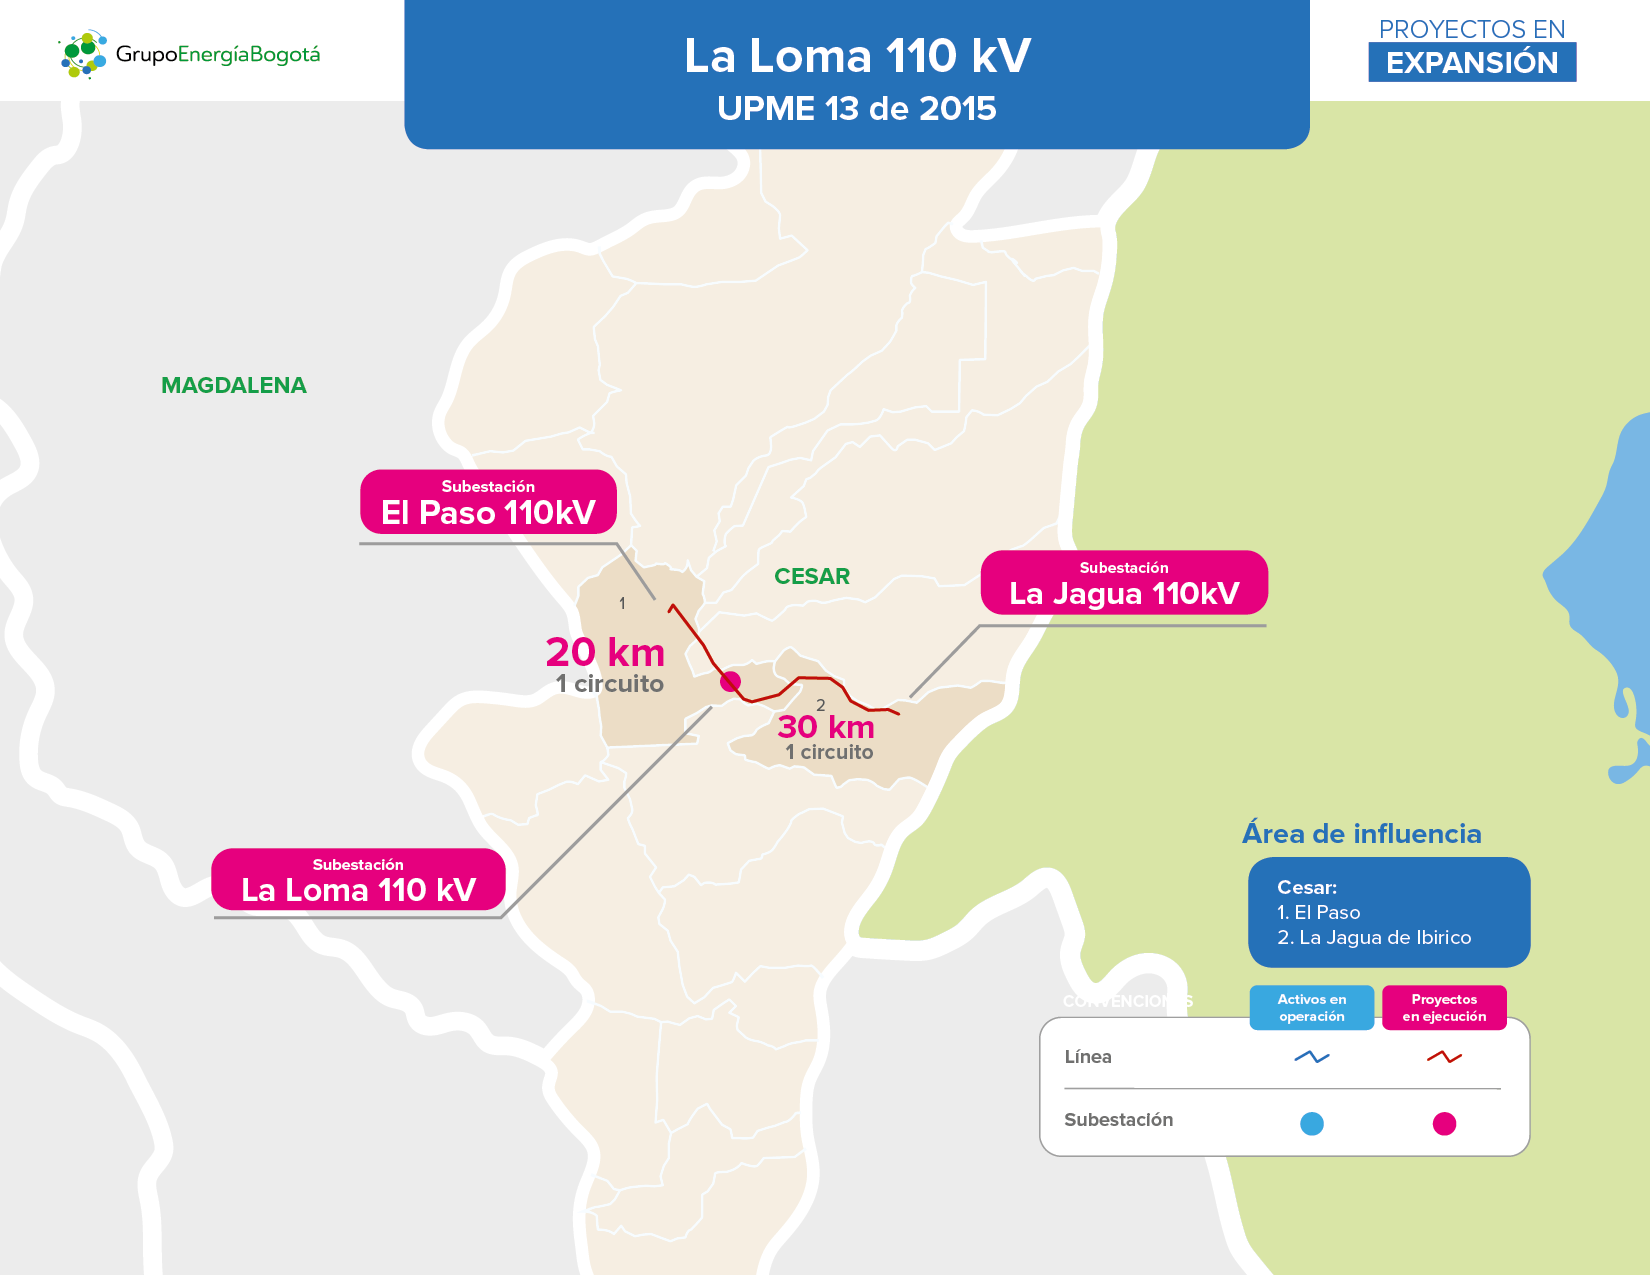 GrupoEnergíaBogotá
La Loma 110 kV
UPME 13 de 2015
PROYECTOS EN
EXPANSIÓN
MAGDALENA
Subestación
El Paso 110kV
CESAR
Subestación
La Jagua 110kV
1
20 km
1 circuito
2
30 km
1 circuito
Subestación
La Loma 110 kV
Área de influencia
Cesar:
1. El Paso
2. La Jagua de Ibirico
CONVENCIONES
Activos en
operación
Proyectos
en ejecución
Línea
Subestación